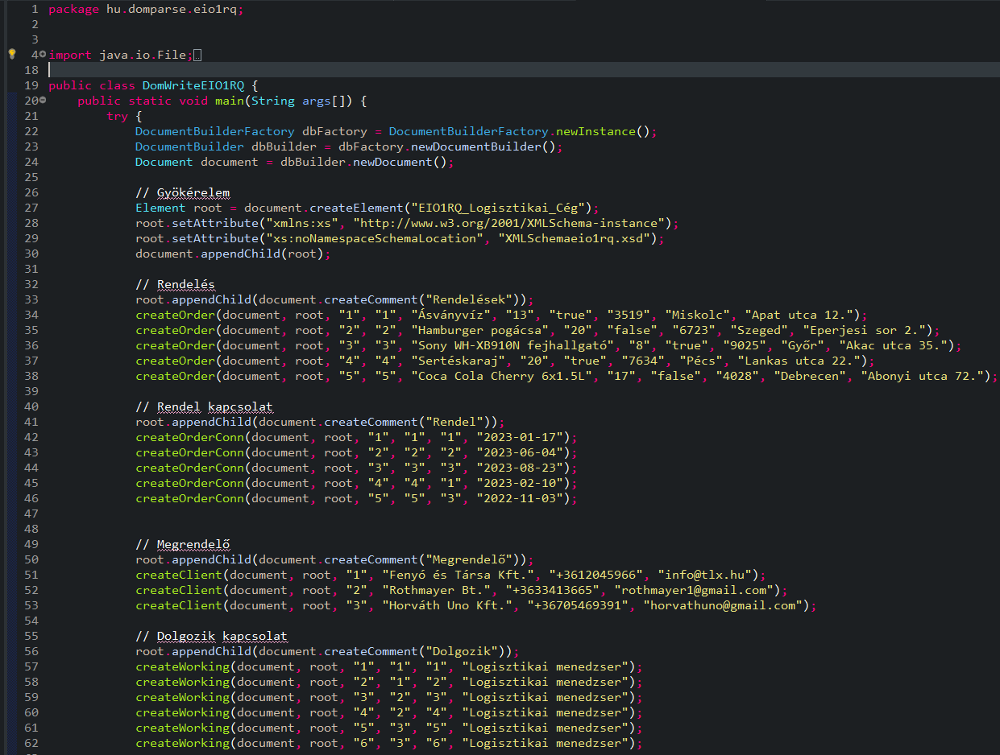 1 package hu.domparse.eio1rq;
2
3
4 import java.io.File;
18
19 public class DomWriteEIO1RQ {
20 public static void main(String args[]) {
21 try {
22 DocumentBuilderFactory dbFactory = DocumentBuilderFactory.newInstance();
23 DocumentBuilder dbBuilder = dbFactory.newDocumentBuilder();
24 Document document = dbBuilder.newDocument();
25
26 // Gyökérelem
27 Element root = document.createElement("EIO1RQ_Logisztikai_Cég");
28 root.setAttribute("xmlns:xs", "http://www.w3.org/2001/XMLSchema-instance");
29 root.setAttribute("xs:noNamespaceSchemaLocation", "XMLSchemaeio1rq.xsd");
30 document.appendChild(root);
31
32 // Rendelés
33 root.appendChild(document.createComment("Rendelések"));
34 createOrder(document, root, "1", "1", "Ásványvíz", "13", "true", "3519", "Miskolc", "Apat utca 12.");
35 createOrder(document, root, "2", "2", "Hamburger pogácsa", "20", "false", "6723", "Szeged", "Eperjesi sor 2.");
36 createOrder(document, root, "3", "3", "Sony WH-XB910N fejhallgató", "8", "true", "9025", "Győr", "Akac utca 35.");
37 createOrder(document, root, "4", "4", "Sertéskaraj", "20", "true", "7634", "Pécs", "Lankas utca 22.");
38 createOrder(document, root, "5", "5", "Coca Cola Cherry 6x1.5L", "17", "false", "4028", "Debrecen", "Abonyi utca 72.");
39
40 // Rendel kapcsolat
41 root.appendChild(document.createComment("Rendel"));
42 createOrderConn(document, root, "1", "1", "1", "2023-01-17");
43 createOrderConn(document, root, "2", "2", "2", "2023-06-04");
44 createOrderConn(document, root, "3", "3", "3", "2023-08-23");
45 createOrderConn(document, root, "4", "4", "1", "2023-02-10");
46 createOrderConn(document, root, "5", "5", "3", "2022-11-03");
47
48
49 // Megrendelő
50 root.appendChild(document.createComment("Megrendelő"));
51 createClient(document, root, "1", "Fenyó és Társa Kft.", "+3612045966", "info@tlx.hu");
52 createClient(document, root, "2", "Rothmayer Bt.", "+3633413665", "rothmayer1@gmail.com");
53 createClient(document, root, "3", "Horváth Uno Kft.", "+36705469391", "horvathuno@gmail.com");
54
55 // Dolgozik kapcsolat
56 root.appendChild(document.createComment("Dolgozik"));
57 createWorking(document, root, "1", "1", "1", "Logisztikai menedzser");
58 createWorking(document, root, "2", "1", "2", "Logisztikai menedzser");
59 createWorking(document, root, "3", "2", "3", "Logisztikai menedzser");
60 createWorking(document, root, "4", "2", "4", "Logisztikai menedzser");
61 createWorking(document, root, "5", "3", "5", "Logisztikai menedzser");
62 createWorking(document, root, "6", "3", "6", "Logisztikai menedzser");